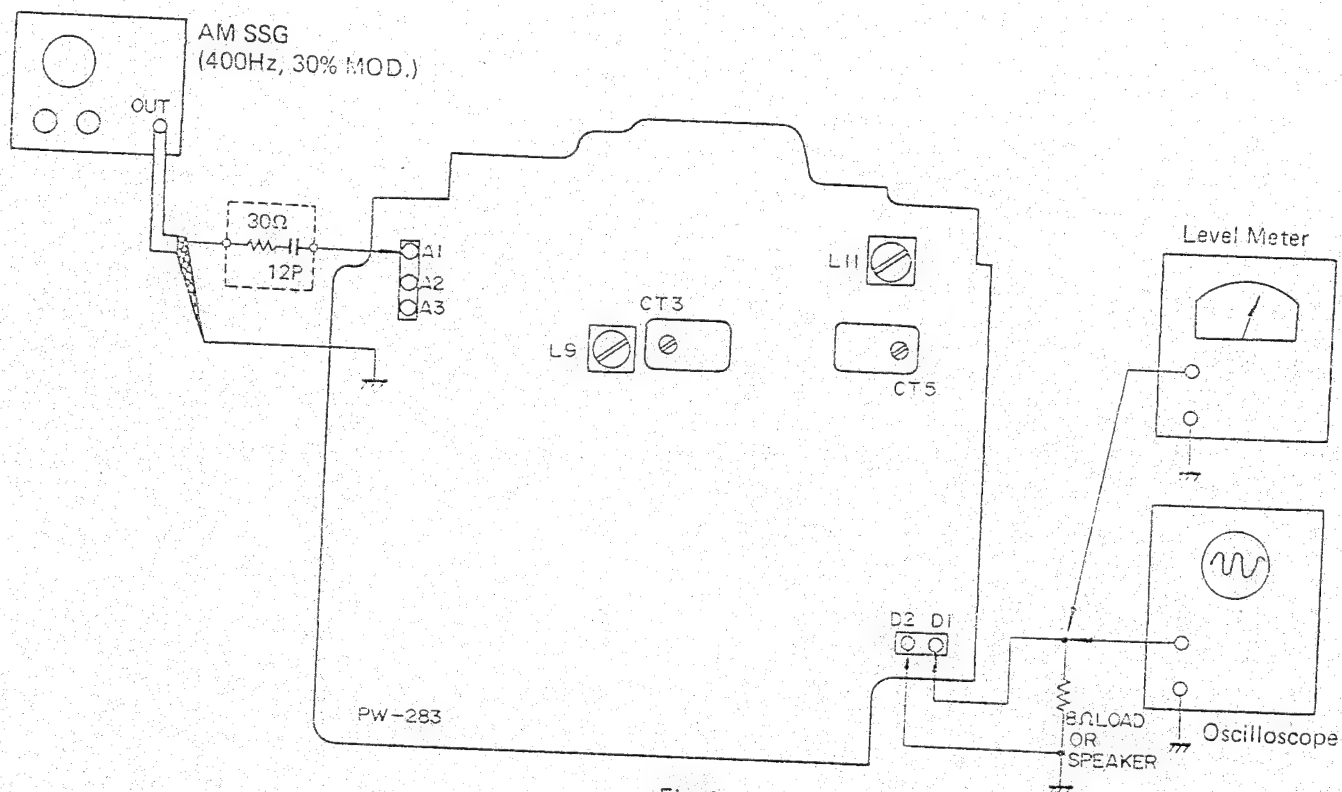 AM SSG
(400Hz, 30% MOD.)
OUT
30Ω
12P
A1
A2
A3
L11
CT3
L9
CT5
Level Meter
D2 D1
PW-283
8ΩLOAD
OR
SPEAKER
Oscilloscope